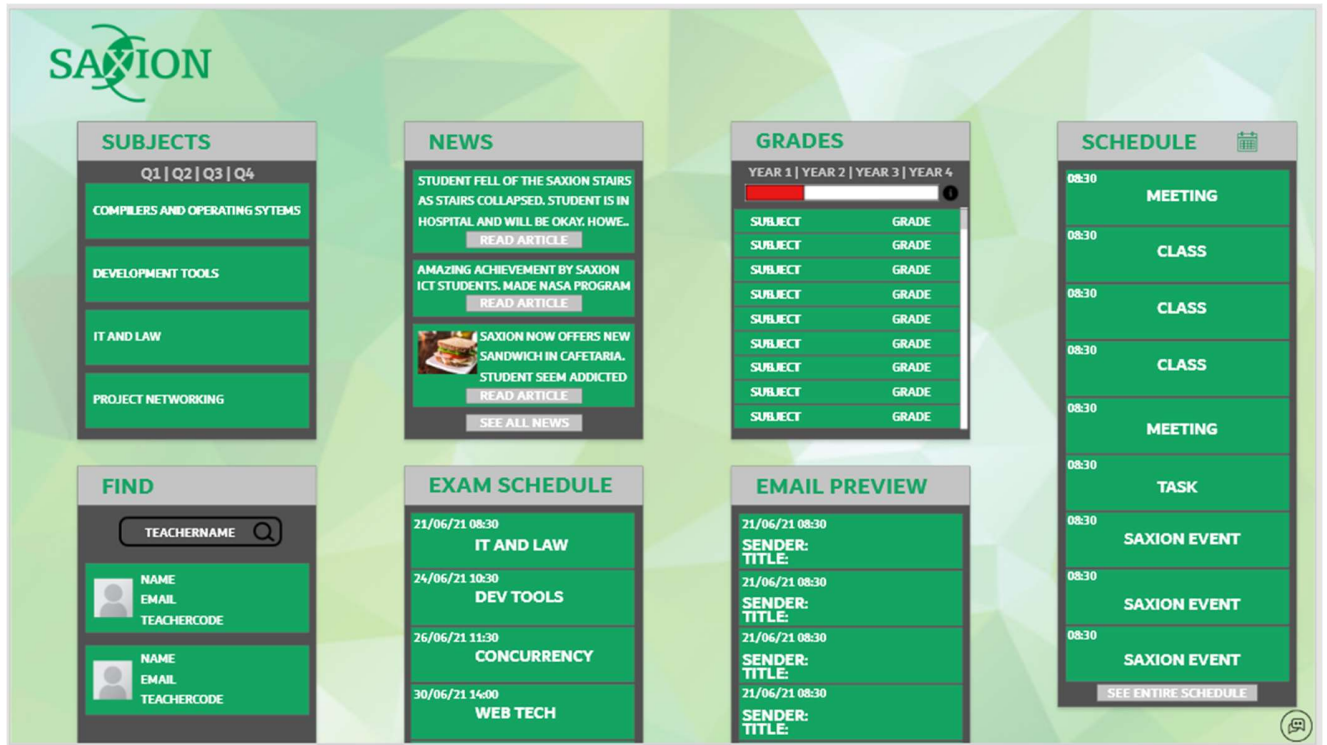 SAXION
SUBJECTS
Q1 | Q2 | Q3 | Q4
COMPILERS AND OPERATING SYTEMS
DEVELOPMENT TOOLS
IT AND LAW
PROJECT NETWORKING
NEWS
STUDENT FELL OF THE SAXION STAIRS
AS STAIRS COLLAPSED. STUDENT IS IN
HOSPITAL AND WILL BE OKAY. HOWE..
READ ARTICLE
AMAZING ACHIEVEMENT BY SAXION
ICT STUDENTS. MADE NASA PROGRAM
READ ARTICLE
SAXION NOW OFFERS NEW
SANDWICH IN CAFETARIA.
STUDENT SEEM ADDICTED
READ ARTICLE
SEE ALL NEWS
GRADES
YEAR 1 | YEAR 2 | YEAR 3 | YEAR 4
i
SUBJECT GRADE
SUBJECT GRADE
SUBJECT GRADE
SUBJECT GRADE
SUBJECT GRADE
SUBJECT GRADE
SUBJECT GRADE
SUBJECT GRADE
SUBJECT GRADE
SCHEDULE
08:30
MEETING
08:30
CLASS
08:30
CLASS
08:30
CLASS
08:30
MEETING
08:30
TASK
08:30
SAXION EVENT
08:30
SAXION EVENT
08:30
SAXION EVENT
SEE ENTIRE SCHEDULE
FIND
TEACHERNAME
NAME
EMAIL
TEACHERCODE
NAME
EMAIL
TEACHERCODE
EXAM SCHEDULE
21/06/21 08:30
IT AND LAW
24/06/21 10:30
DEV TOOLS
26/06/21 11:30
CONCURRENCY
30/06/21 14:00
WEB TECH
EMAIL PREVIEW
21/06/21 08:30
SENDER:
TITLE:
21/06/21 08:30
SENDER:
TITLE:
21/06/21 08:30
SENDER:
TITLE:
21/06/21 08:30
SENDER:
TITLE: